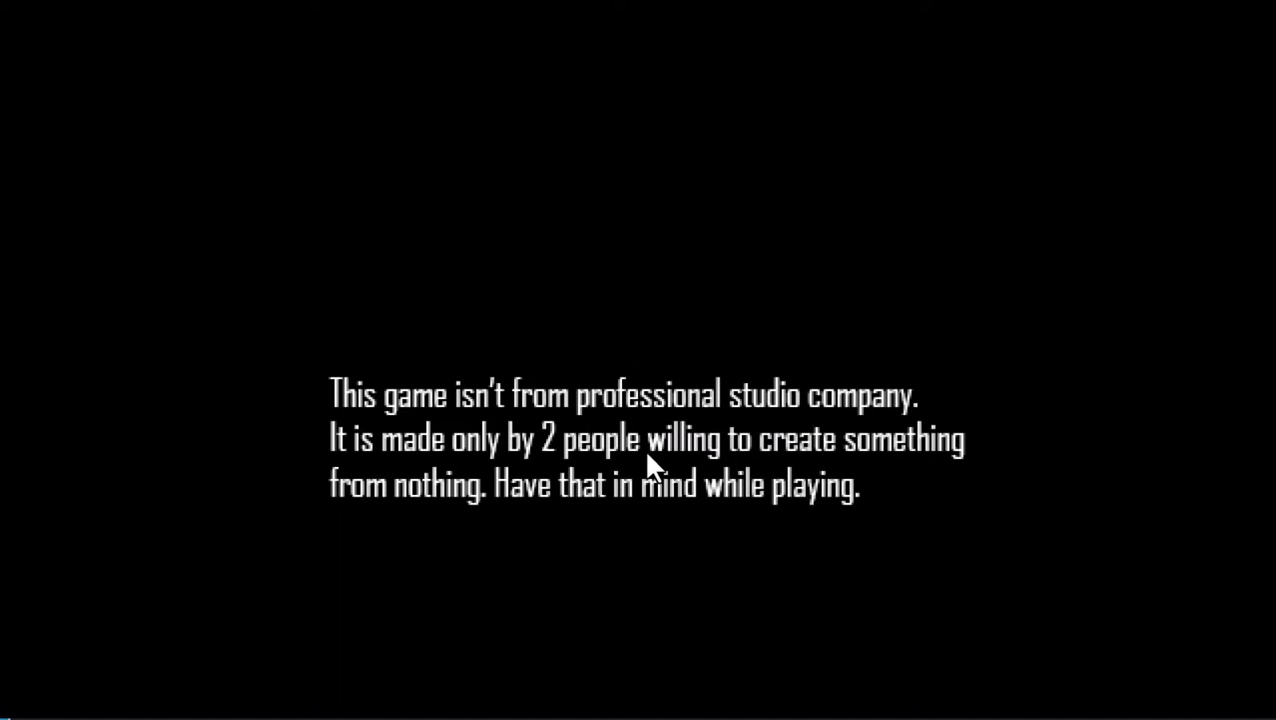 This game isn't from professional studio company.
It is made only by 2 people willing to create something
from nothing. Have that in mind while playing.